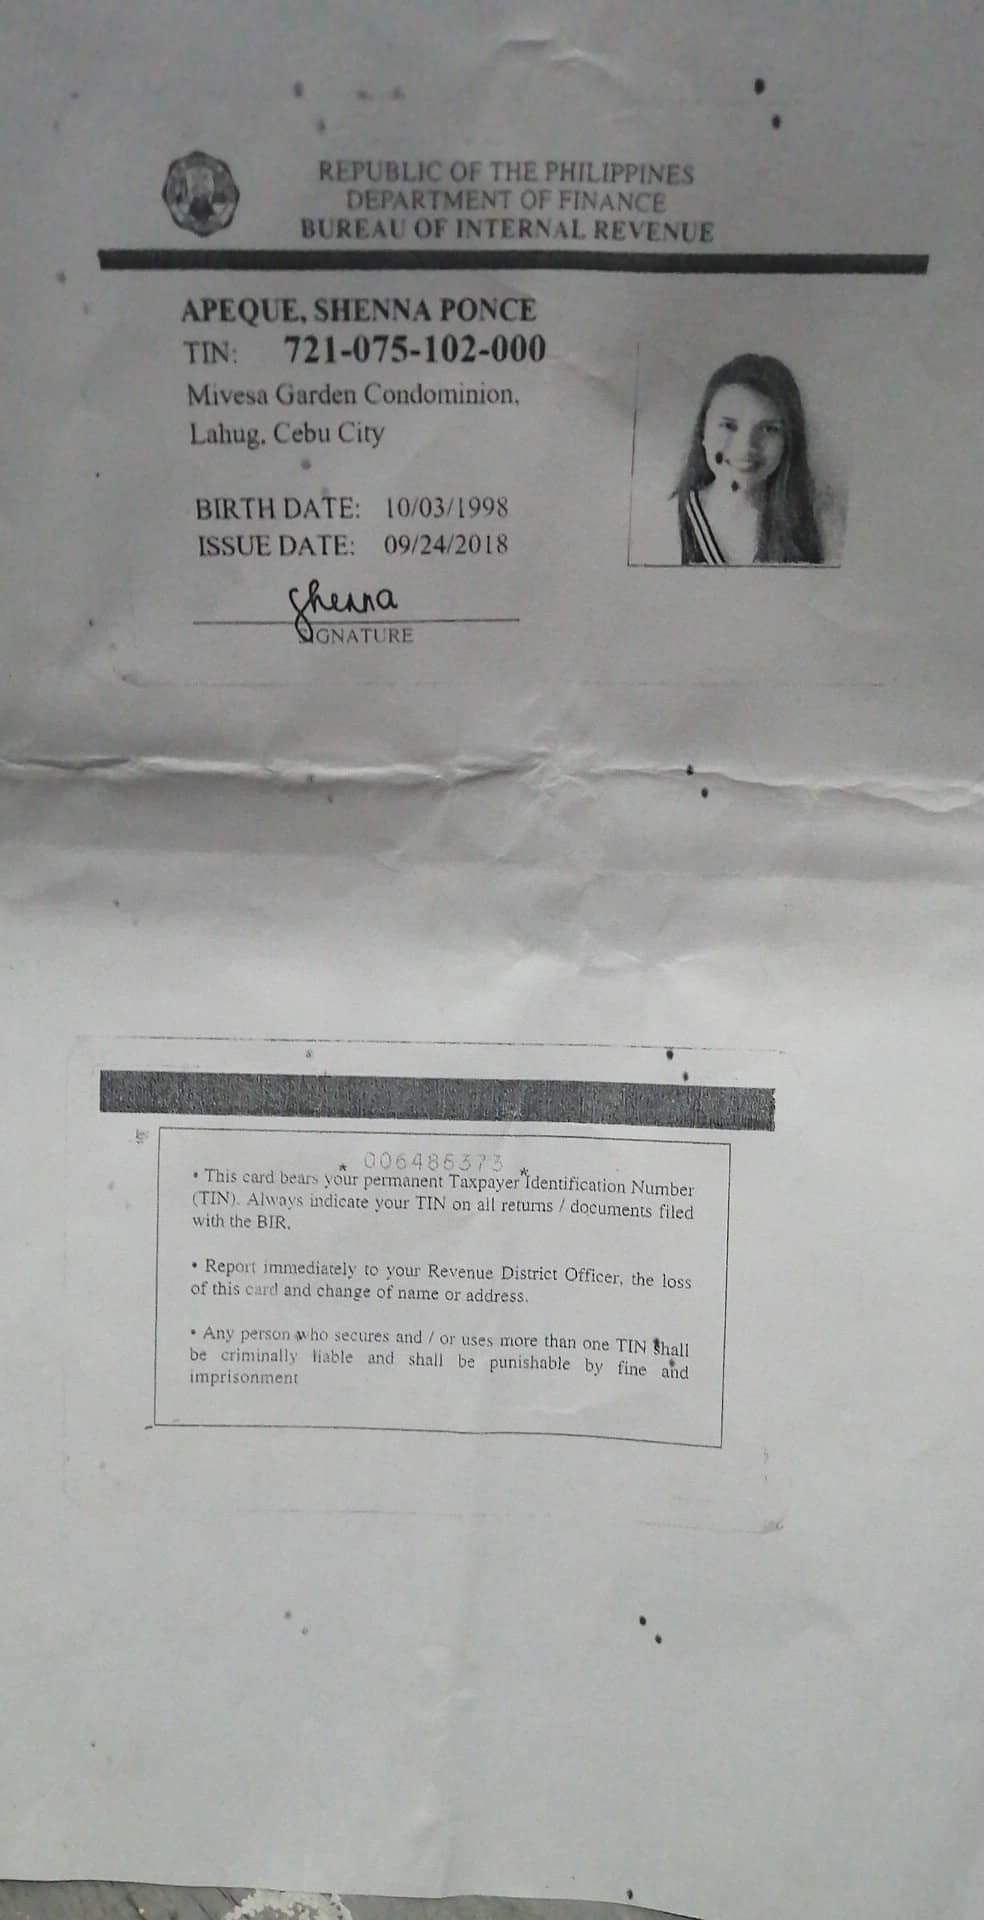 REPUBLIC OF THE PHILIPPINES
DEPARTMENT OF FINANCE
BUREAU OF INTERNAL REVENUE
APEQUE, SHENNA PONCE
TIN: 721-075-102-000
Mivesa Garden Condominion,
Lahug, Cebu City
BIRTH DATE: 10/03/1998
ISSUE DATE: 09/24/2018
Shenna
SIGNATURE
* 006486373 *
• This card bears your permanent Taxpayer Identification Number
(TIN). Always indicate your TIN on all returns / documents filed
with the BIR.
• Report immediately to your Revenue District Officer, the loss
of this card and change of name or address.
• Any person who secures and / or uses more than one TIN shall
be criminally liable and shall be punishable by fine and
imprisonment